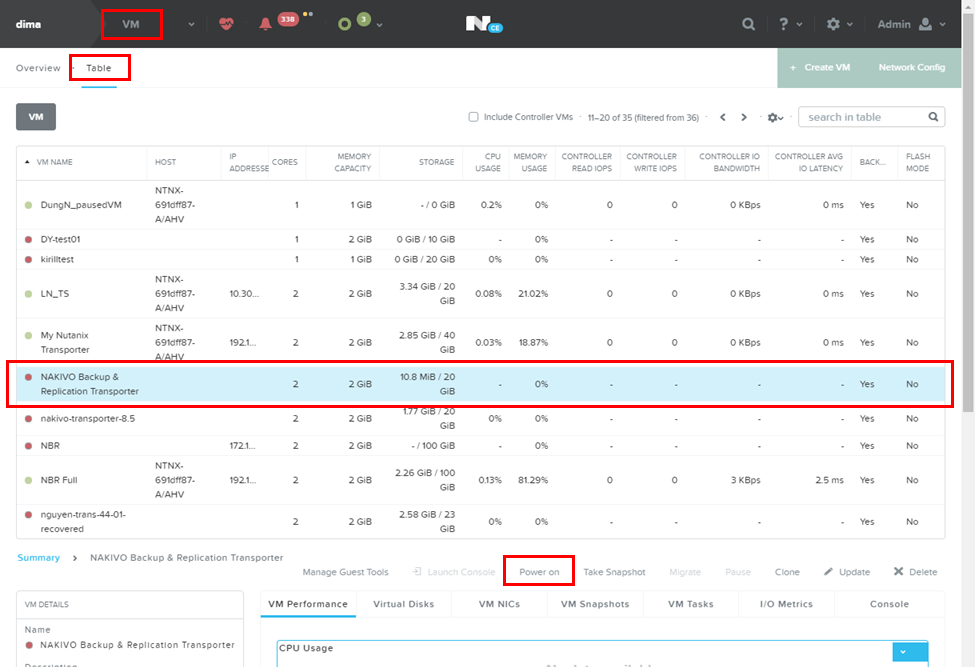 dima
VM
338
3
N
CE
?
Admin
Overview · Table
+ Create VM
Network Config
VM
Include Controller VMs · 11–20 of 35 (filtered from 36) ·
search in table
VM NAME
HOST
IP
ADDRESSE
CORES
MEMORY
CAPACITY
STORAGE
CPU
USAGE
MEMORY
USAGE
CONTROLLER
READ IOPS
CONTROLLER
WRITE IOPS
CONTROLLER IO
BANDWIDTH
CONTROLLER AVG
IO LATENCY
BACK...
FLASH
MODE
DungN_pausedVM
NTNX-
691dff87-
A/AHV
1 1 GiB - / 0 GiB 0.2% 0% 0 0 0 KBps 0 ms Yes No
DY-test01 1 2 GiB 0 GiB / 10 GiB - 0% - - - - Yes No
kirilltest 1 1 GiB 0 GiB / 20 GiB 0% 0% - - - - Yes No
LN_TS
NTNX-
691dff87-
A/AHV
10.30... 2 2 GiB
3.34 GiB / 20
GiB
0.08% 21.02% 0 0 0 KBps 0 ms Yes No
My Nutanix
Transporter
NTNX-
691dff87-
A/AHV
192.1... 2 2 GiB
2.85 GiB / 40
GiB
0.03% 18.87% 0 0 0 KBps 0 ms Yes No
NAKIVO Backup &
Replication Transporter
2 2 GiB
10.8 MiB / 20
GiB
- 0% - - - - Yes No
nakivo-transporter-8.5 2 2 GiB
1.77 GiB / 20
GiB
0% 0% - - - - Yes No
NBR 172.1... 2 2 GiB - / 100 GiB - 0% - - - - Yes No
NBR Full
NTNX-
691dff87-
A/AHV
192.1... 2 2 GiB
2.26 GiB / 100
GiB
0.13% 81.29% 0 0 3 KBps 2.5 ms Yes No
nguyen-trans-44-01-
recovered
2 2 GiB
2.58 GiB / 23
GiB
0% 0% - - - - Yes No
Summary > NAKIVO Backup & Replication Transporter
Manage Guest Tools
Launch Console
Power on
Take Snapshot
Migrate
Pause
Clone
Update
Delete
VM DETAILS
Name
NAKIVO Backup & Replication Transporter
Description
VM Performance
Virtual Disks
VM NICs
VM Snapshots
VM Tasks
I/O Metrics
Console
CPU Usage